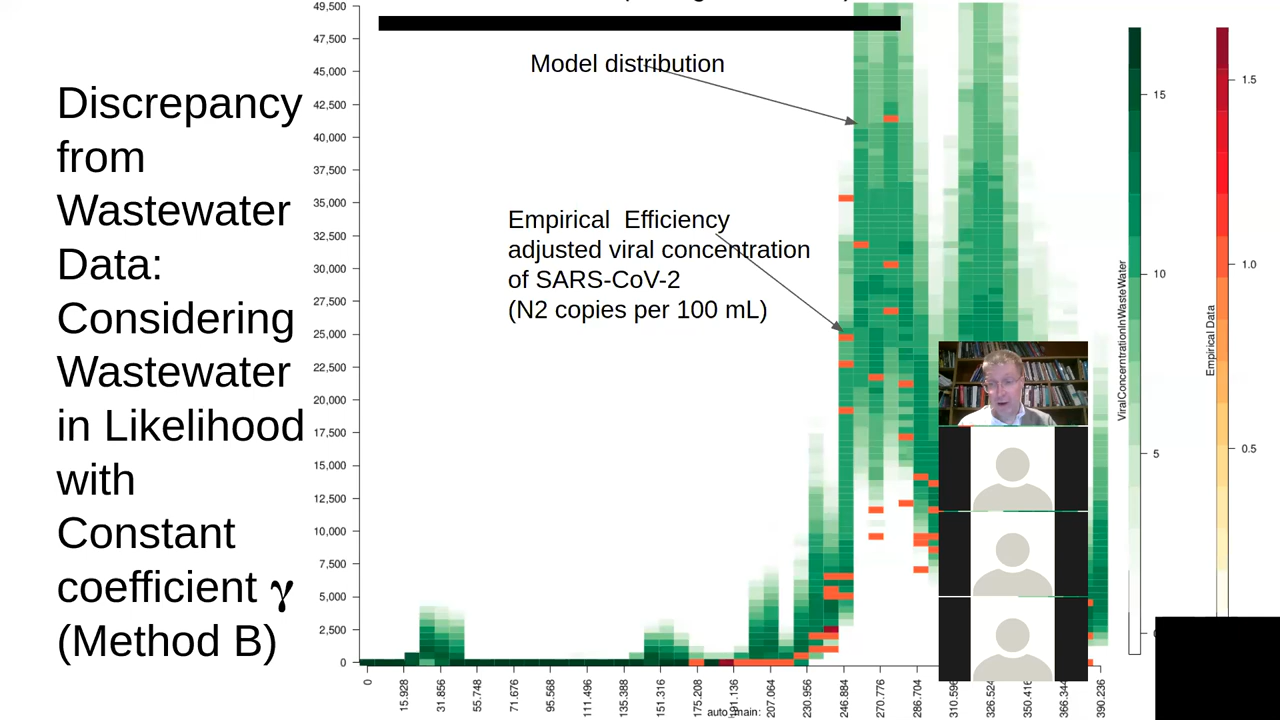 Discrepancy
from
Wastewater
Data:
Considering
Wastewater
in Likelihood
with
Constant
coefficient γ
(Method B)
Model distribution
Empirical Efficiency
adjusted viral concentration
of SARS-CoV-2
(N2 copies per 100 mL)
49,500
47,500
45,000
42,500
40,000
37,500
35,000
32,500
30,000
27,500
25,000
22,500
20,000
17,500
15,000
12,500
10,000
7,500
5,000
2,500
0
0
15.928
31.856
55.748
71.676
95.568
111.496
135.388
151.316
175.208
191.136
207.064
230.956
246.884
270.776
286.704
310.596
326.524
350.416
366.344
390.236
auto_main:
ViralConcerntrationInWasteWater
15
10
5
Empirical Data
1.5
1.0
0.5